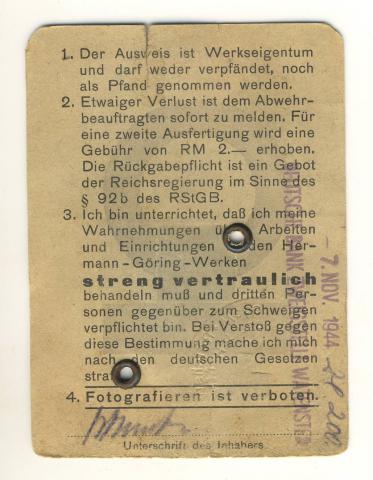 1. Der Ausweis ist Werkseigentum
und darf weder verpfändet, noch
als Pfand genommen werden.
2. Etwaiger Verlust ist dem Abwehr-
beauftragten sofort zu melden. Für
eine zweite Ausfertigung wird eine
Gebühr von RM 2.— erhoben.
Die Rückgabepflicht ist ein Gebot
der Reichsregierung im Sinne des
§ 92b des RStGB.
3. Ich bin unterrichtet, daß ich meine
Wahrnehmungen Arbeiten
und Einrichtungen den Her-
mann-Göring-Werken
streng vertraulich
behandeln muß und dritten Per-
sonen gegenüber zum Schweigen
verpflichtet bin. Bei Verstoß gegen
diese Bestimmung mache ich mich
nach den deutschen Gesetzen
4. Fotografieren ist verboten.
Unterschrift des Inhabers
- 7. NOV. 1944